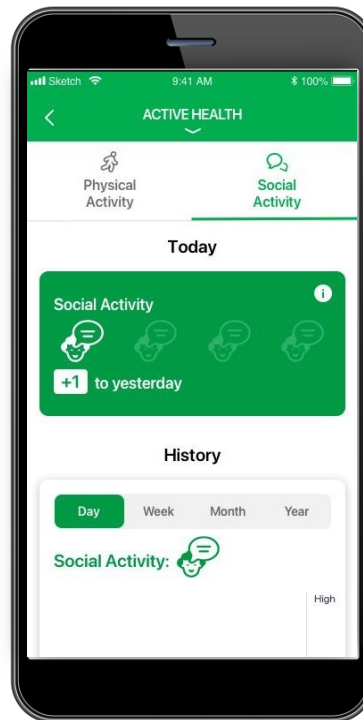 Sketch 9:41 AM 100%
ACTIVE HEALTH
Physical
Activity
Social
Activity
Today
Social Activity
i
+1 to yesterday
History
Day Week Month Year
Social Activity:
High